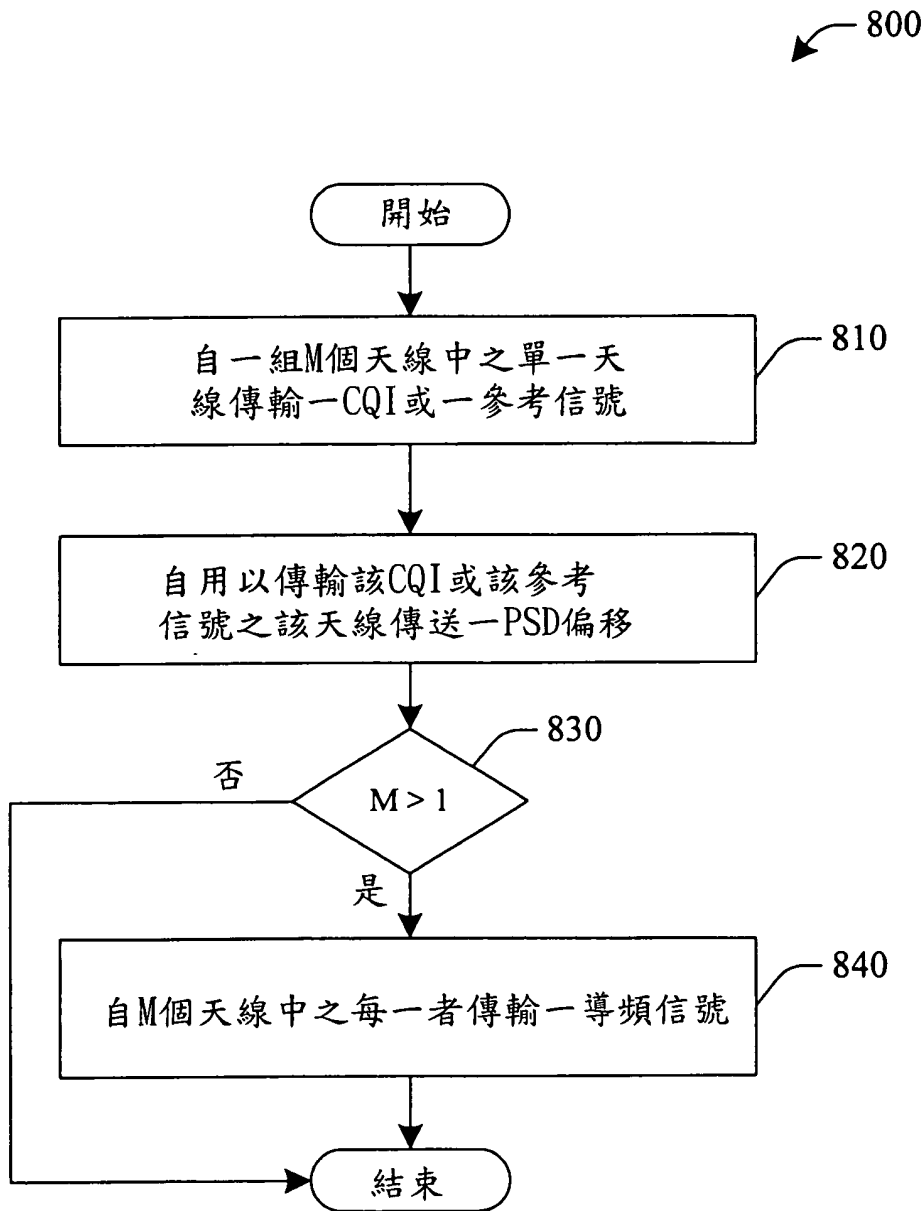 800
開始
自一組M個天線中之單一天
線傳輸一CQI或一參考信號
810
自用以傳輸該CQI或該參考
信號之該天線傳送一PSD偏移
820
830
否
M > 1
是
自M個天線中之每一者傳輸一導頻信號
840
結束